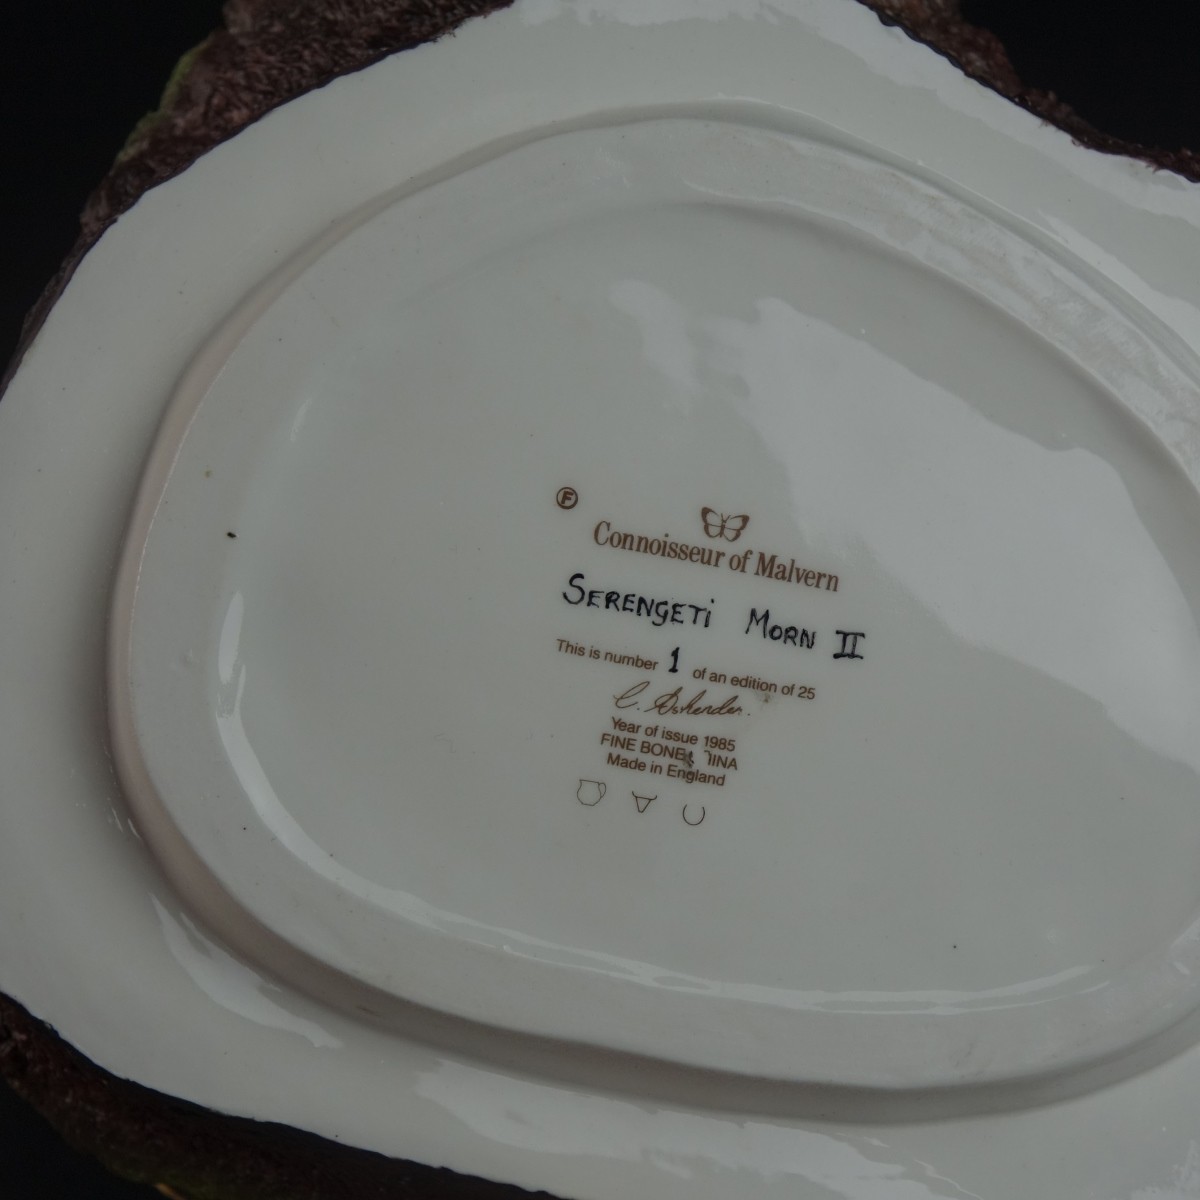 Ⓕ
Connoisseur of Malvern
SERENGETi MORN II
This is number 1 of an edition of 25
Year of issue 1985
FINE BONE
Made in England